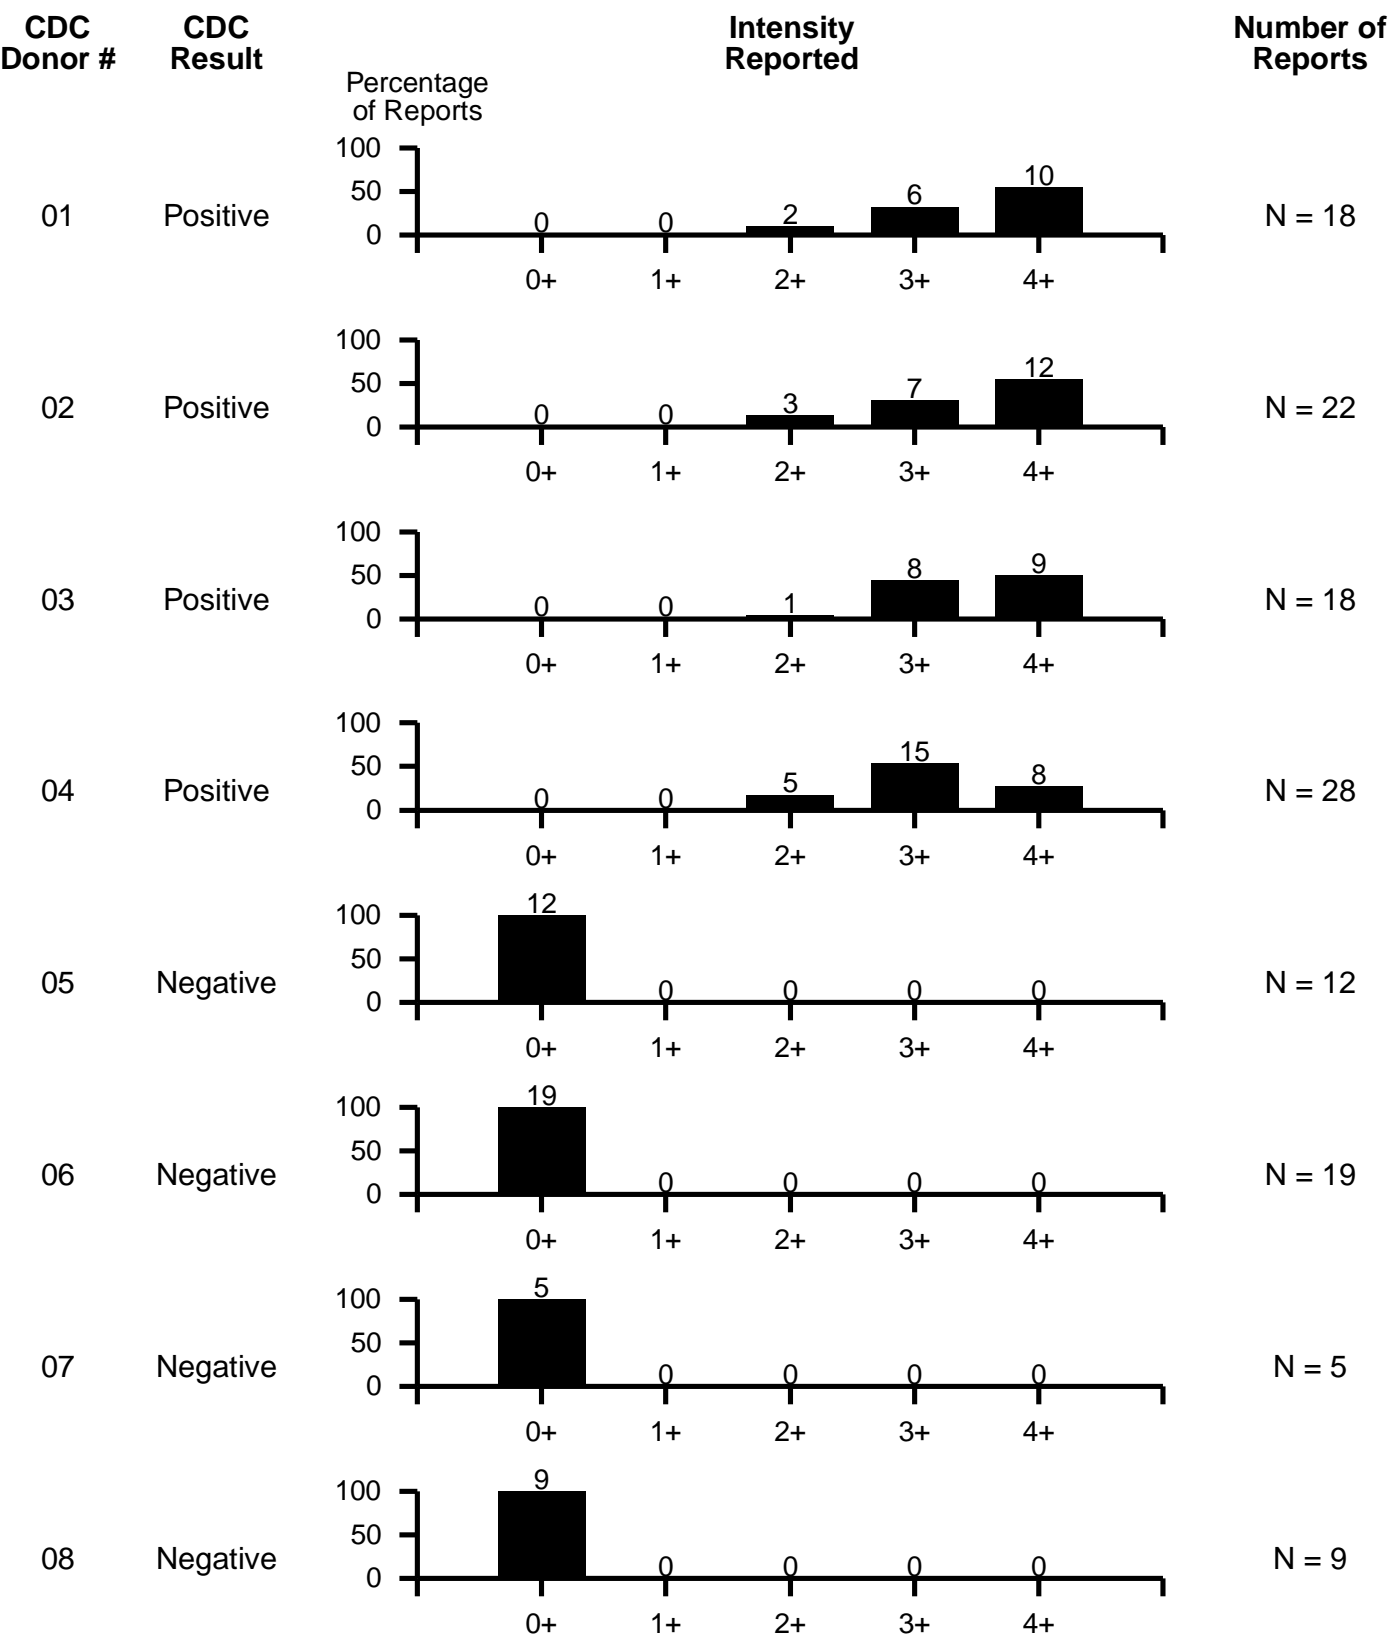 CDC
Donor #
CDC
Result
Intensity
Reported
Number of
Reports
Percentage
of Reports
100
50
0
01
Positive
0 0 2 6 10
N = 18
0+ 1+ 2+ 3+ 4+
100
50
0
02
Positive
0 0 3 7 12
N = 22
0+ 1+ 2+ 3+ 4+
100
50
0
03
Positive
0 0 1 8 9
N = 18
0+ 1+ 2+ 3+ 4+
100
50
0
04
Positive
0 0 5 15 8
N = 28
0+ 1+ 2+ 3+ 4+
100
50
0
05
Negative
12 0 0 0 0
N = 12
0+ 1+ 2+ 3+ 4+
100
50
0
06
Negative
19 0 0 0 0
N = 19
0+ 1+ 2+ 3+ 4+
100
50
0
07
Negative
5 0 0 0 0
N = 5
0+ 1+ 2+ 3+ 4+
100
50
0
08
Negative
9 0 0 0 0
N = 9
0+ 1+ 2+ 3+ 4+